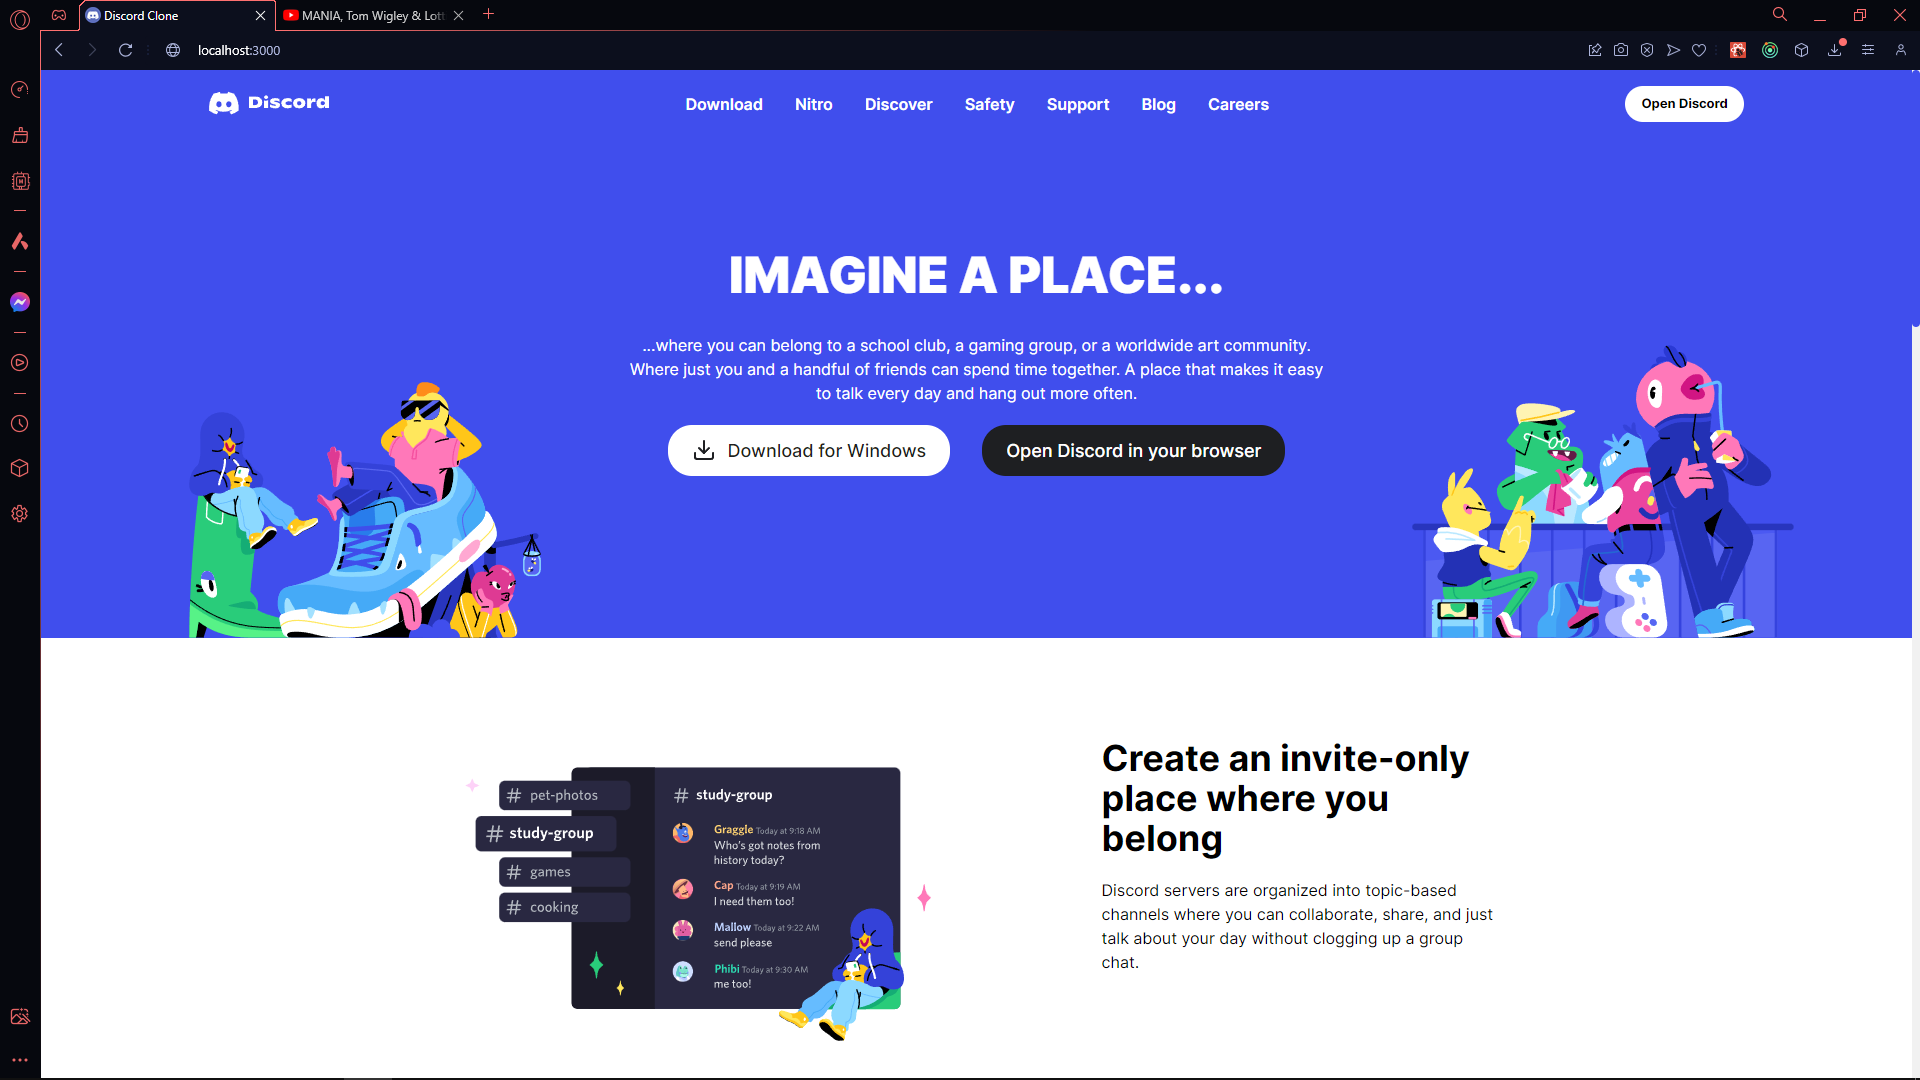 Discord Clone
MANIA, Tom Wigley & Lott
localhost:3000
Discord
Download
Nitro
Discover
Safety
Support
Blog
Careers
Open Discord
IMAGINE A PLACE...
...where you can belong to a school club, a gaming group, or a worldwide art community.
Where just you and a handful of friends can spend time together. A place that makes it easy
to talk every day and hang out more often.
Download for Windows
Open Discord in your browser
# pet-photos
# study-group
# games
# cooking
# study-group
Graggle Today at 9:18 AM
Who's got notes from
history today?
Cap Today at 9:19 AM
I need them too!
Mallow Today at 9:22 AM
send please
Phibi Today at 9:30 AM
me too!
Create an invite-only
place where you
belong
Discord servers are organized into topic-based
channels where you can collaborate, share, and just
talk about your day without clogging up a group
chat.